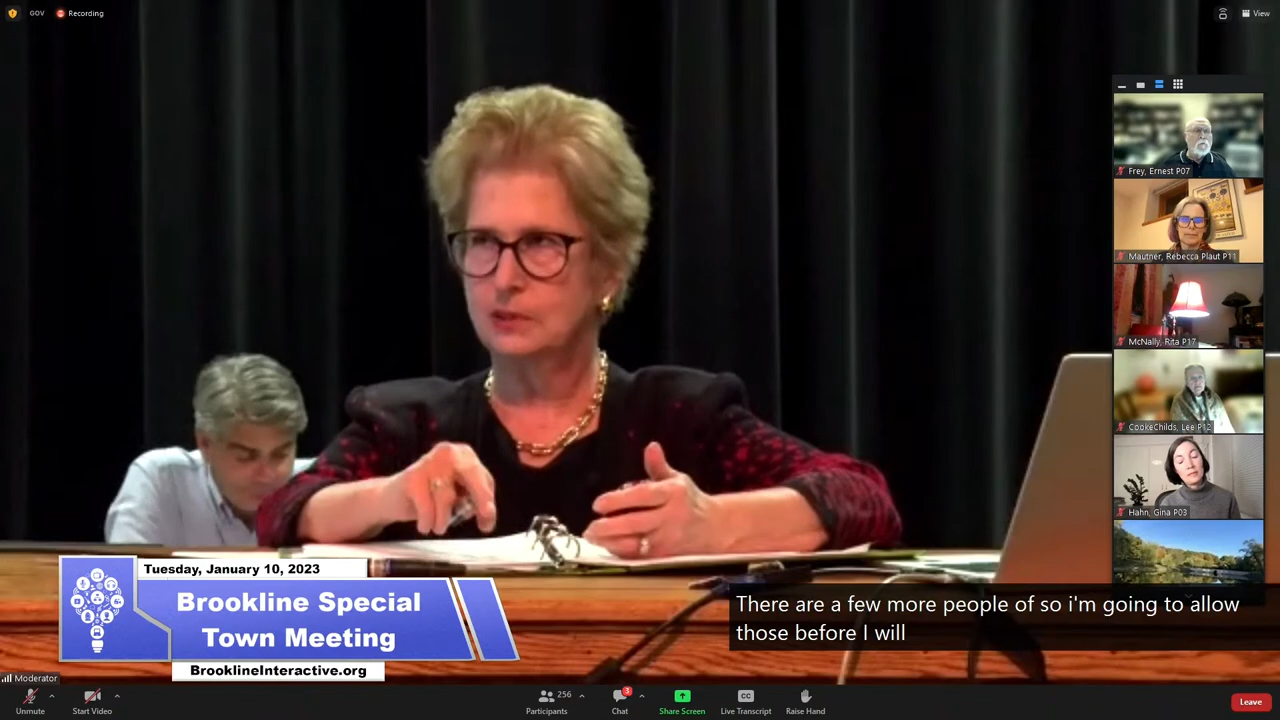 GOV
Recording
View
Frey, Ernest P07
Mautner, Rebecca Plaut P11
McNally, Rita P17
CookeChilds, Lee P12
Hahn, Gina P03
Tuesday, January 10, 2023
Brookline Special
Town Meeting
BrooklineInteractive.org
There are a few more people of so i'm going to allow
those before I will
Moderator
Unmute
Start Video
256
Participants
3
Chat
Share Screen
CC
Live Transcript
Raise Hand
Leave